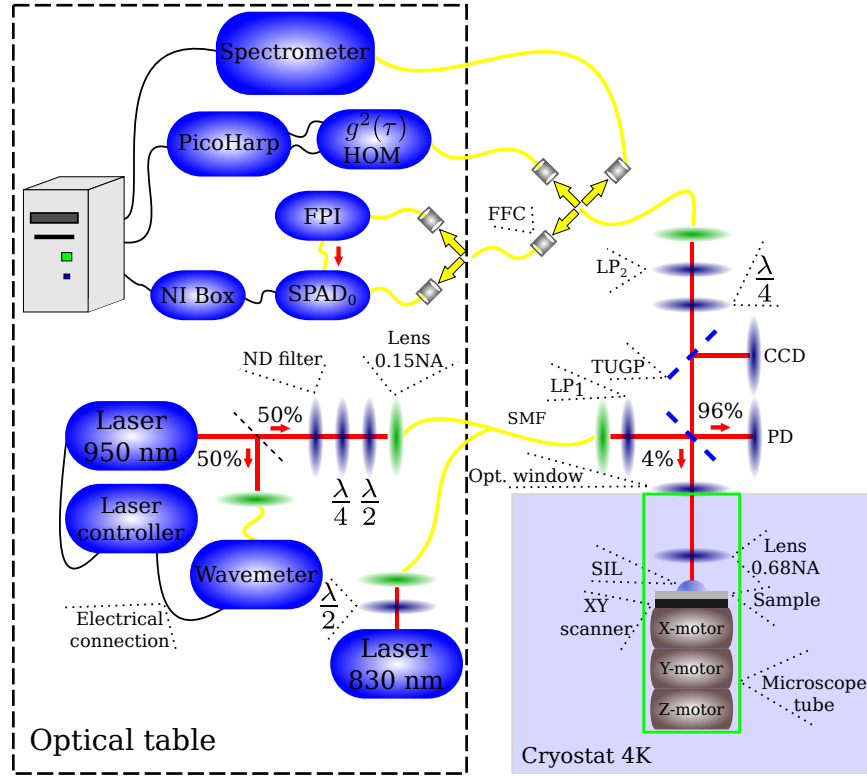 Spectrometer
PicoHarp
g²(τ)
HOM
FPI
FFC
NI Box
SPAD₀
LP₂
λ/4
Lens
0.15NA
ND filter
TUGP
CCD
LP₁
Laser
950 nm
50%
50%
SMF
96%
PD
4%
Opt. window
λ/4
λ/2
Laser
controller
Wavemeter
λ/2
Lens
0.68NA
SIL
Sample
XY
scanner
Electrical
connection
X-motor
Laser
830 nm
Y-motor
Microscope
tube
Z-motor
Optical table
Cryostat 4K